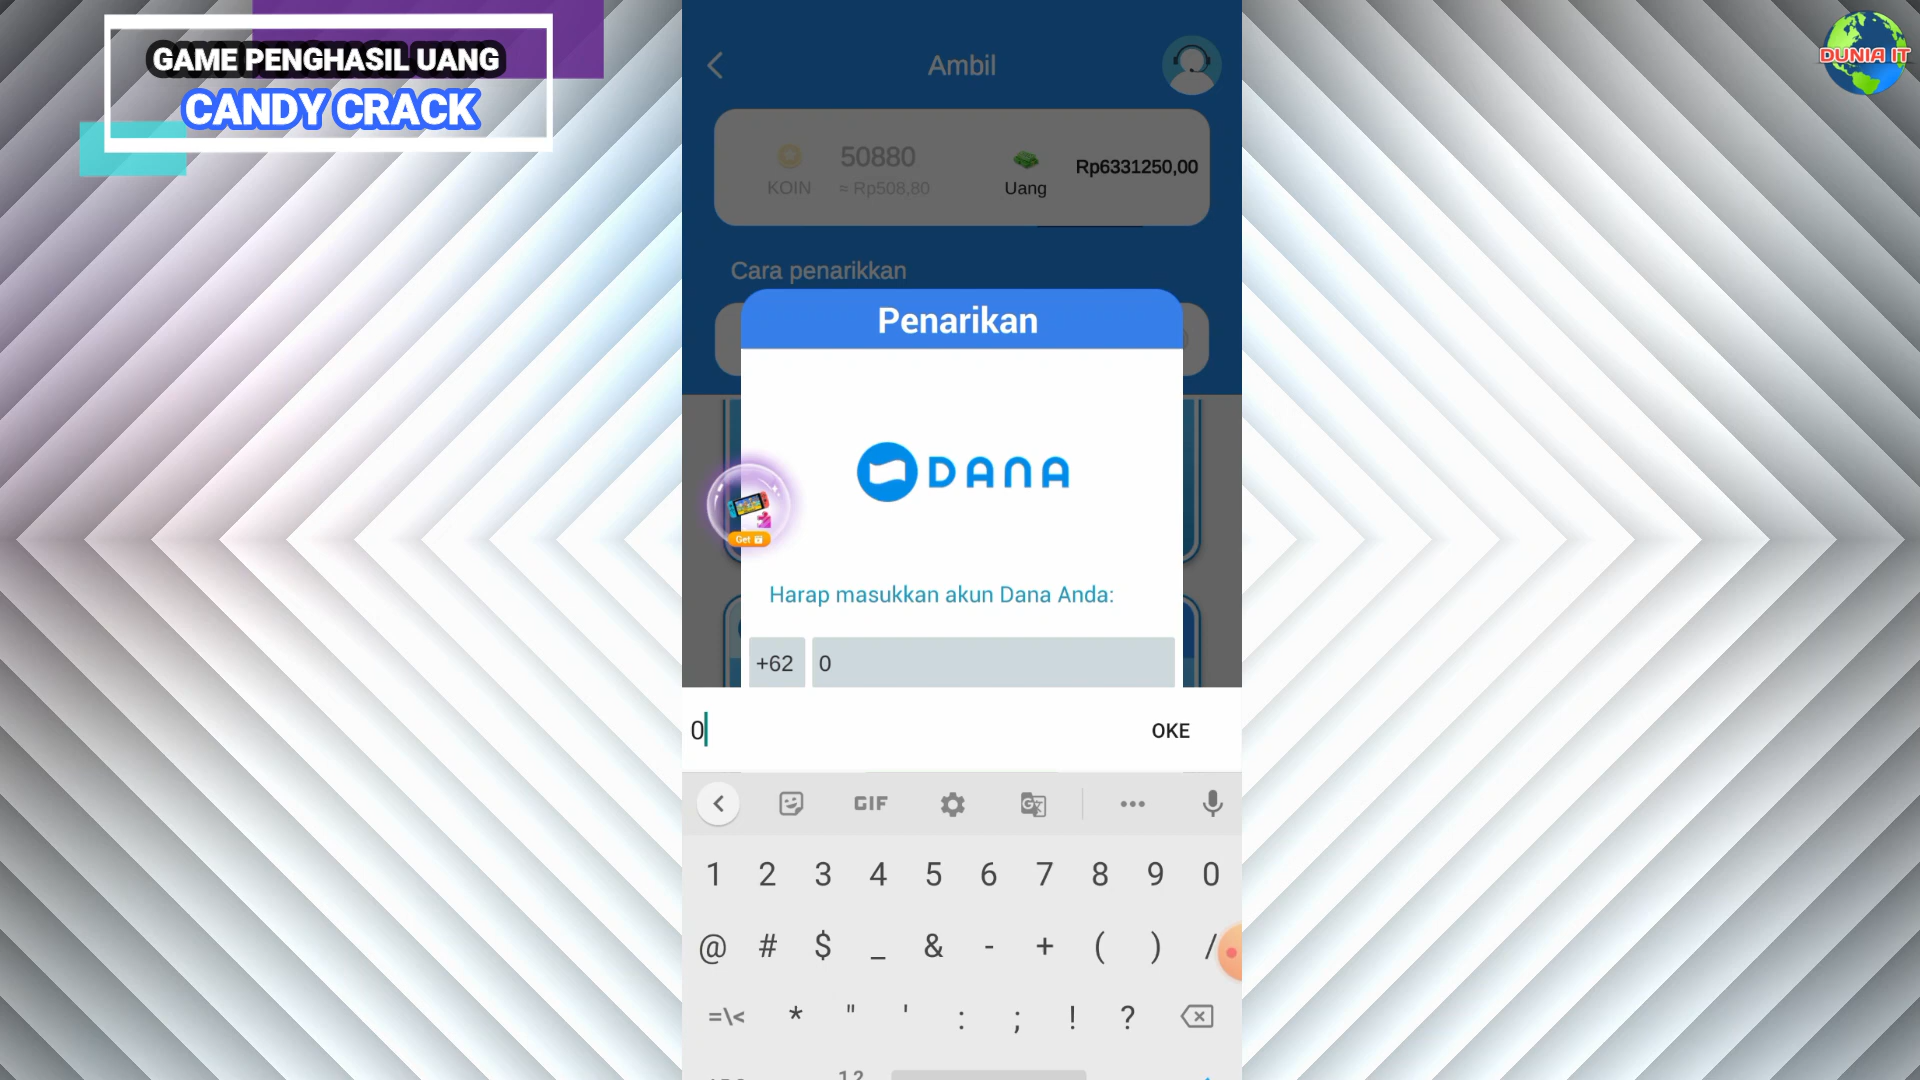 GAME PENGHASIL UANG
CANDY CRACK
DUNIA IT
Ambil
50880
KOIN
≈ Rp508,80
Uang
Rp6331250,00
Cara penarikkan
Penarikan
DANA
Get
Harap masukkan akun Dana Anda:
+62 0
0 OKE
GIF
1 2 3 4 5 6 7 8 9 0
@ # $ _ & - + ( ) /
=\< * " ' : ; ! ?